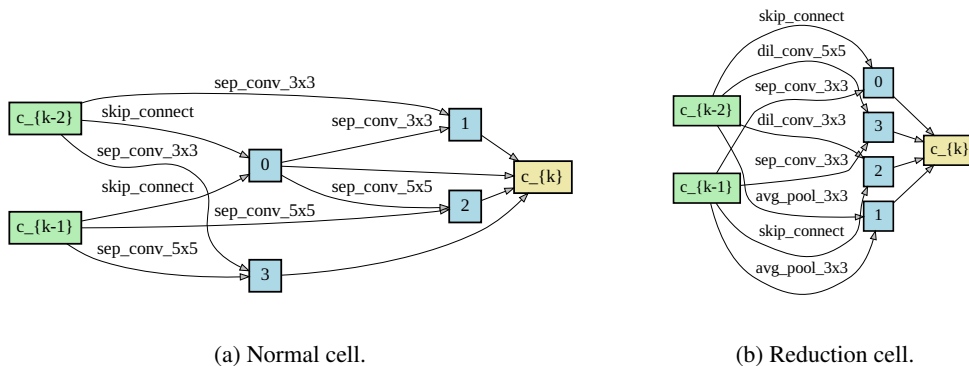 sep_conv_3x3
c_{k-2}
skip_connect
sep_conv_3x3
1
sep_conv_3x3
0
c_{k}
skip_connect
sep_conv_5x5
2
c_{k-1}
sep_conv_5x5
sep_conv_5x5
3
(a) Normal cell.
skip_connect
dil_conv_5x5
sep_conv_3x3
0
c_{k-2}
dil_conv_3x3
3
c_{k}
sep_conv_3x3
2
c_{k-1}
avg_pool_3x3
1
skip_connect
avg_pool_3x3
(b) Reduction cell.